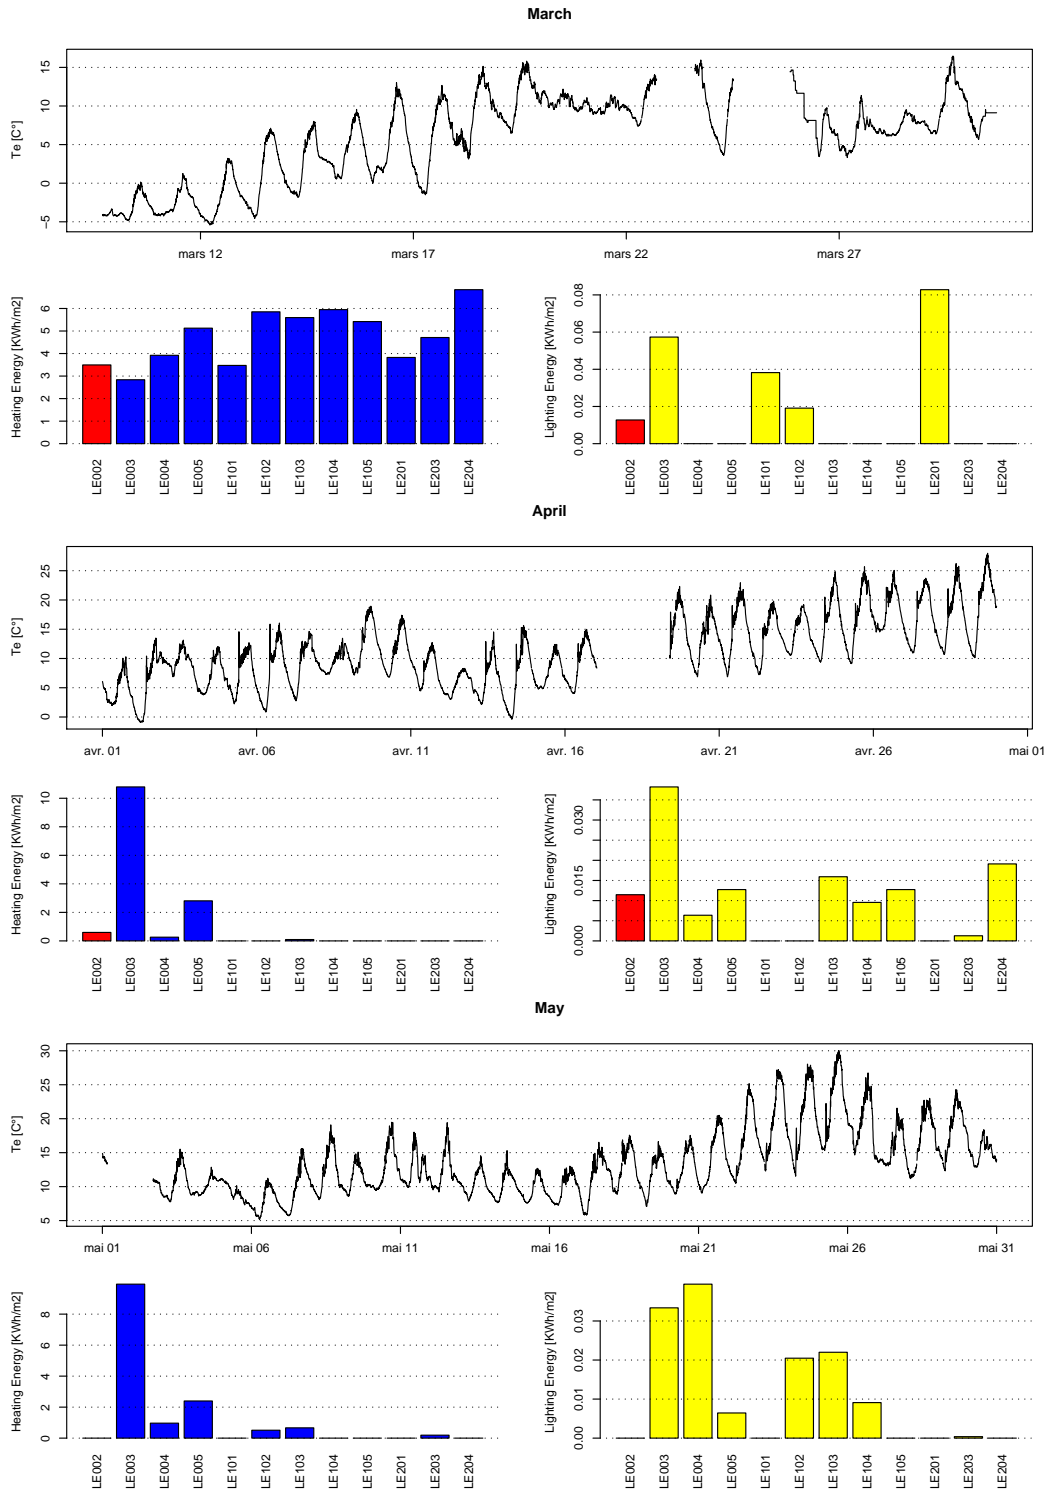 March
Te [C°]
−5 0 5 10 15
mars 12 mars 17 mars 22 mars 27
Heating Energy [KWh/m2]
0 1 2 3 4 5 6
LE002 LE003 LE004 LE005 LE101 LE102 LE103 LE104 LE105 LE201 LE203 LE204
Lighting Energy [KWh/m2]
0.00 0.02 0.04 0.06 0.08
LE002 LE003 LE004 LE005 LE101 LE102 LE103 LE104 LE105 LE201 LE203 LE204
April
Te [C°]
0 5 10 15 20 25
avr. 01 avr. 06 avr. 11 avr. 16 avr. 21 avr. 26 mai 01
Heating Energy [KWh/m2]
0 2 4 6 8 10
LE002 LE003 LE004 LE005 LE101 LE102 LE103 LE104 LE105 LE201 LE203 LE204
Lighting Energy [KWh/m2]
0.000 0.015 0.030
LE002 LE003 LE004 LE005 LE101 LE102 LE103 LE104 LE105 LE201 LE203 LE204
May
Te [C°]
5 10 15 20 25 30
mai 01 mai 06 mai 11 mai 16 mai 21 mai 26 mai 31
Heating Energy [KWh/m2]
0 2 4 6 8
LE002 LE003 LE004 LE005 LE101 LE102 LE103 LE104 LE105 LE201 LE203 LE204
Lighting Energy [KWh/m2]
0.00 0.01 0.02 0.03
LE002 LE003 LE004 LE005 LE101 LE102 LE103 LE104 LE105 LE201 LE203 LE204